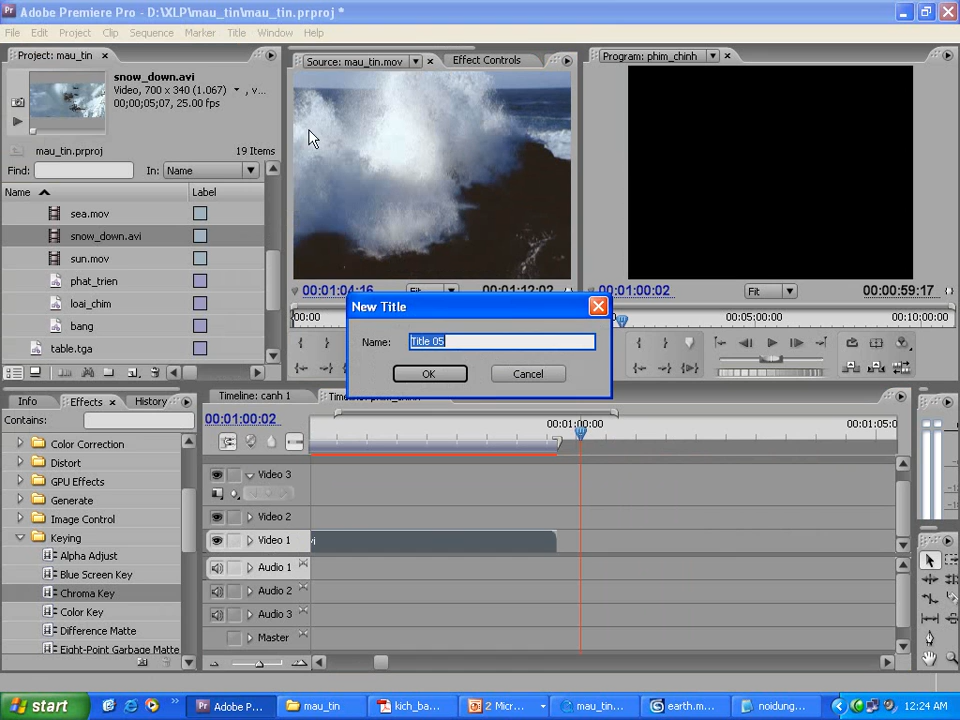 Adobe Premiere Pro - D:\XLP\mau_tin\mau_tin.prproj *
File Edit Project Clip Sequence Marker Title Window Help
Project: mau_tin
snow_down.avi
Video, 700 x 340 (1.067) , v...
00;00;05;07, 25.00 fps
mau_tin.prproj 19 Items
Find: In: Name
Name Label
sea.mov
snow_down.avi
sun.mov
phat_trien
loai_chim
bang
table.tga
Source: mau_tin.mov Effect Controls
00:01:04:16 Fit 00:01:12:02
00:00
Program: phim_chinh
00:01:00:02 Fit 00:00:59:17
00:05:00:00 00:10:00:00
New Title
Name: Title 05
OK Cancel
Info Effects History
Contains:
Color Correction
Distort
GPU Effects
Generate
Image Control
Keying
Alpha Adjust
Blue Screen Key
Chroma Key
Color Key
Difference Matte
Eight-Point Garbage Matte
Timeline: canh 1 Timeline: phim_chinh
00:01:00:02 00:01:00:00 00:01:05:0
Video 3
Video 2
Video 1
Audio 1
Audio 2
Audio 3
Master
start Adobe P... mau_tin kich_ba... 2 Micr... mau_tin... earth.m... noidung... 12:24 AM